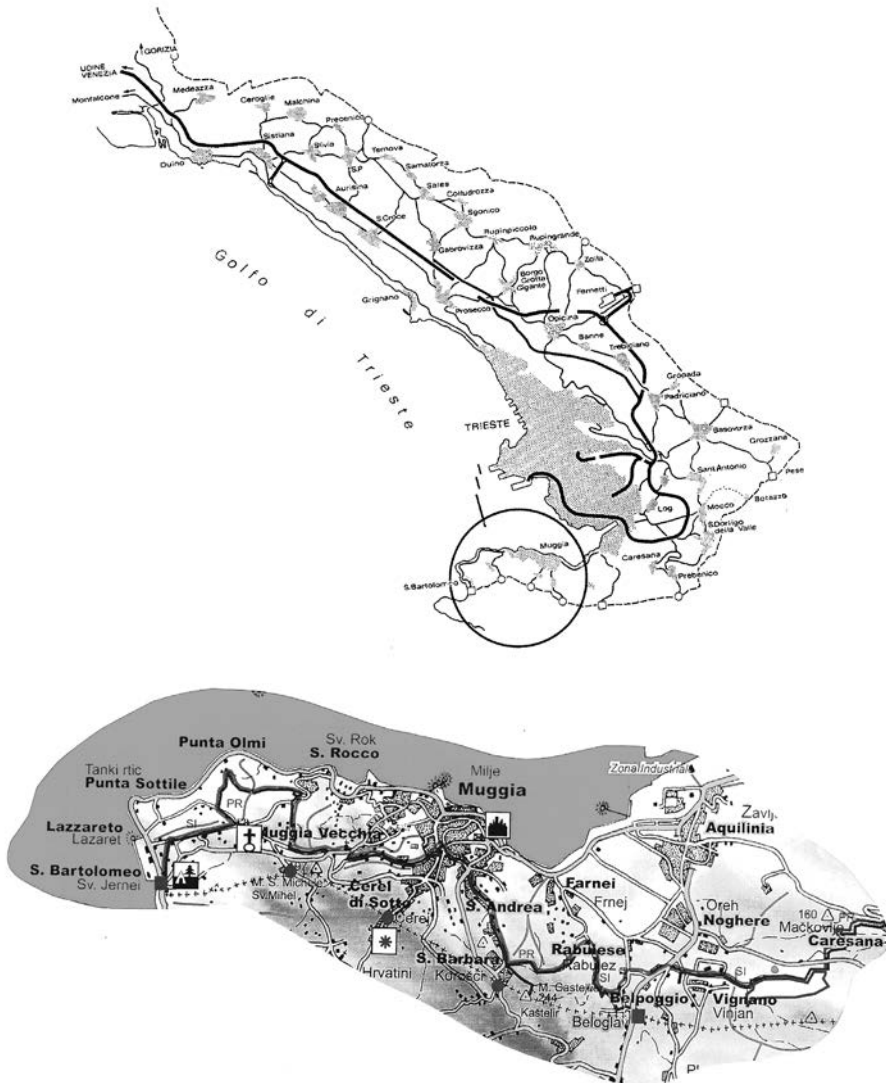 GORIZIA
UDINE
VENEZIA
Monfalcone
Medeazza
Ceroglie
Malchina
Precenico
Sistiana
Slivia
S.P.
Ternova
Samatorza
Duino
Aurisina
Sales
Colludrozza
Sgonico
S.Croce
Gabrovizza
Rupinpiccolo
Rupingrande
Zolla
Borgo
Grotta
Gigante
Fernetti
Golfo
di
Trieste
Grignano
Prosecco
Opicina
Banne
Trebiciano
Gropada
Padriciano
TRIESTE
Basovizza
Grozzana
Pese
Sant'Antonio
Botazzo
Log
Mocco
S.Dorligo
della Valle
Muggia
Caresana
S.Bartolomeo
Prebenico
Punta Olmi
Sv. Rok
S. Rocco
Tanki rtic
Punta Sottile
Milje
Muggia
Zona Industrial
PR
SI
Zavlj.
Aquilinia
Lazzareto
Lazaret
Muggia Vecchia
S. Bartolomeo
Sv. Jernei
M. S. Michele
Sv.Mihel
Cerei
di Sotto
Cerej
S. Andrea
Farnei
Frnej
Oreh
Noghere
160
PR
Mačkovlje
Caresana
Hrvatini
S. Barbara
Korošci
PR
Rabuiese
Rabujez
SI
SI
M. Castellier
244
Kaštelir
Belpoggio
Beloglav
Vignano
Vinjan